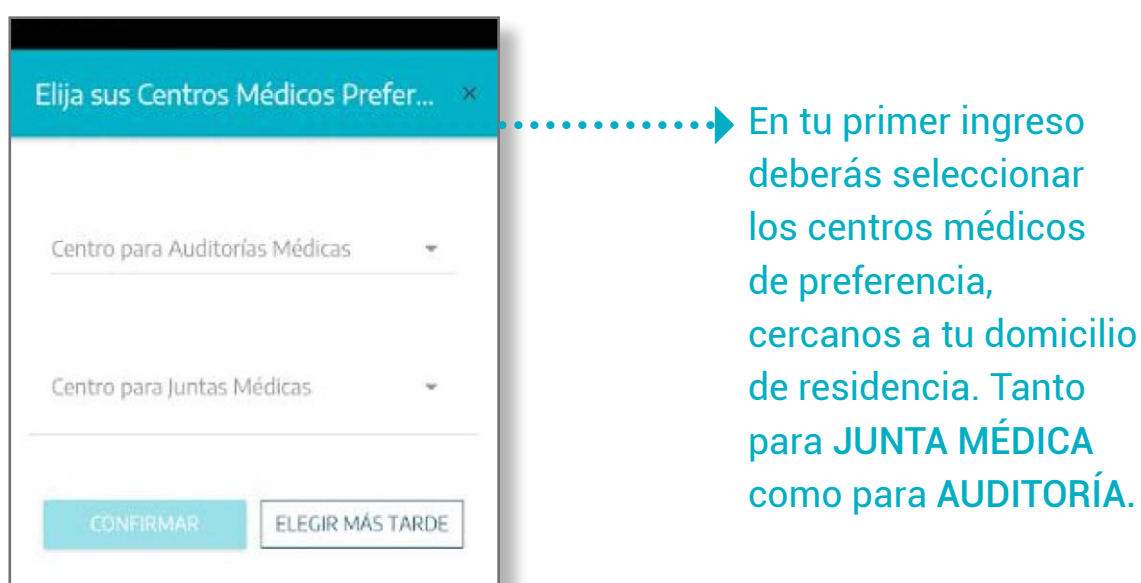 Elija sus Centros Médicos Prefer... ×
Centro para Auditorías Médicas
Centro para Juntas Médicas
CONFIRMAR
ELEGIR MÁS TARDE
En tu primer ingreso
deberás seleccionar
los centros médicos
de preferencia,
cercanos a tu domicilio
de residencia. Tanto
para JUNTA MÉDICA
como para AUDITORÍA.